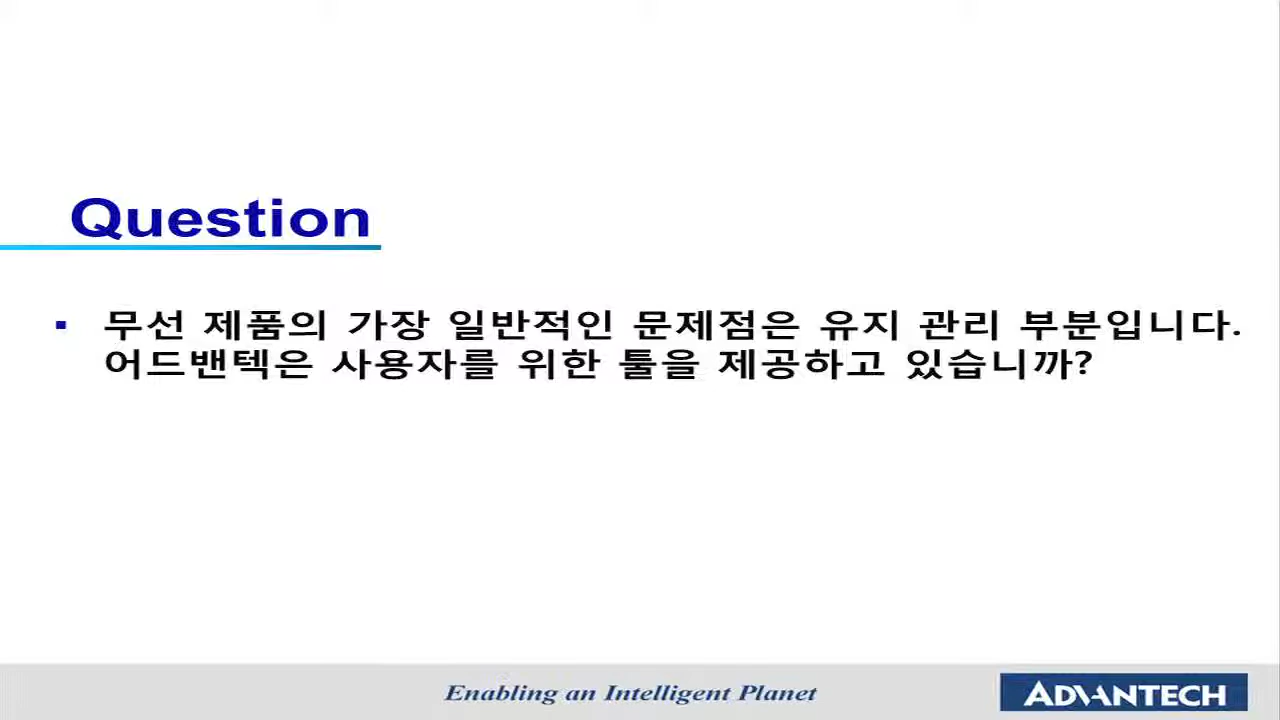 Question
▪ 무선 제품의 가장 일반적인 문제점은 유지 관리 부분입니다.
어드밴텍은 사용자를 위한 툴을 제공하고 있습니까?
Enabling an Intelligent Planet
ADVANTECH